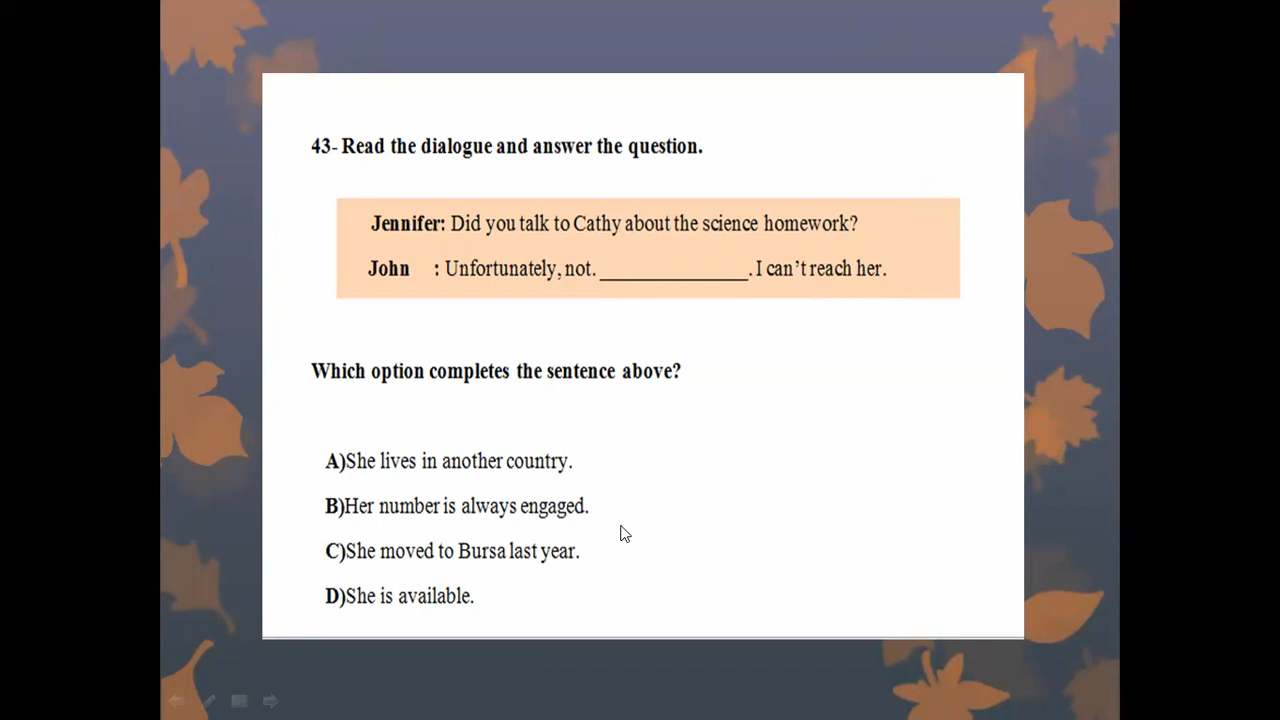 43- Read the dialogue and answer the question.
Jennifer: Did you talk to Cathy about the science homework?
John : Unfortunately, not. ______________. I can't reach her.
Which option completes the sentence above?
A)She lives in another country.
B)Her number is always engaged.
C)She moved to Bursa last year.
D)She is available.